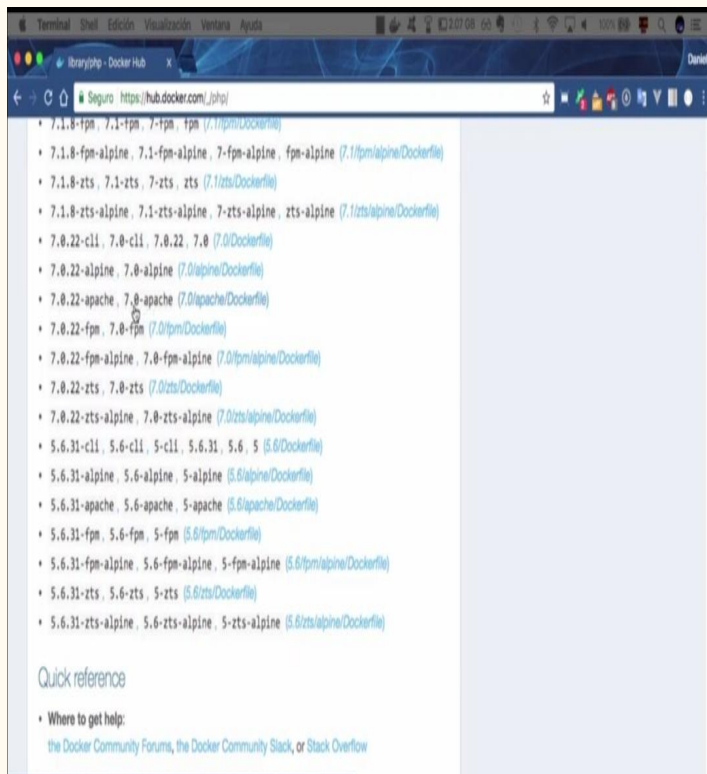 Terminal Shell Edición Visualización Ventana Ayuda 2.07 GB 100%
library/php - Docker Hub X Daniel
Seguro https://hub.docker.com/_/php/
7.1.8-fpm, 7.1-fpm, 7-fpm, fpm (7.1/fpm/Dockerfile)
7.1.8-fpm-alpine, 7.1-fpm-alpine, 7-fpm-alpine, fpm-alpine (7.1/fpm/alpine/Dockerfile)
7.1.8-zts, 7.1-zts, 7-zts, zts (7.1/zts/Dockerfile)
7.1.8-zts-alpine, 7.1-zts-alpine, 7-zts-alpine, zts-alpine (7.1/zts/alpine/Dockerfile)
7.0.22-cli, 7.0-cli, 7.0.22, 7.0 (7.0/Dockerfile)
7.0.22-alpine, 7.0-alpine (7.0/alpine/Dockerfile)
7.0.22-apache, 7.0-apache (7.0/apache/Dockerfile)
7.0.22-fpm, 7.0-fpm (7.0/fpm/Dockerfile)
7.0.22-fpm-alpine, 7.0-fpm-alpine (7.0/fpm/alpine/Dockerfile)
7.0.22-zts, 7.0-zts (7.0/zts/Dockerfile)
7.0.22-zts-alpine, 7.0-zts-alpine (7.0/zts/alpine/Dockerfile)
5.6.31-cli, 5.6-cli, 5-cli, 5.6.31, 5.6, 5 (5.6/Dockerfile)
5.6.31-alpine, 5.6-alpine, 5-alpine (5.6/alpine/Dockerfile)
5.6.31-apache, 5.6-apache, 5-apache (5.6/apache/Dockerfile)
5.6.31-fpm, 5.6-fpm, 5-fpm (5.6/fpm/Dockerfile)
5.6.31-fpm-alpine, 5.6-fpm-alpine, 5-fpm-alpine (5.6/fpm/alpine/Dockerfile)
5.6.31-zts, 5.6-zts, 5-zts (5.6/zts/Dockerfile)
5.6.31-zts-alpine, 5.6-zts-alpine, 5-zts-alpine (5.6/zts/alpine/Dockerfile)
Quick reference
Where to get help:
the Docker Community Forums, the Docker Community Slack, or Stack Overflow